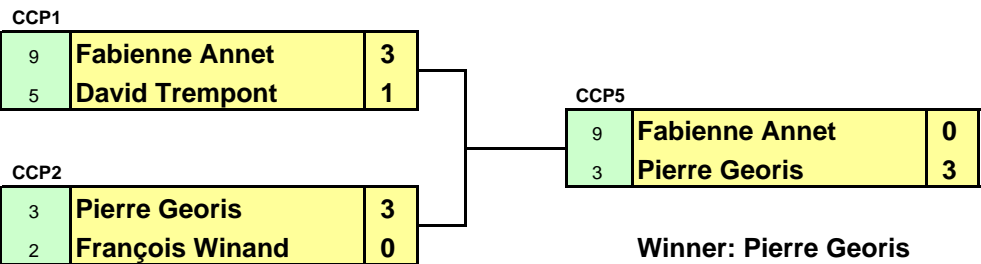 CCP1
9 Fabienne Annet 3
5 David Trempont 1
CCP2
3 Pierre Georis 3
2 François Winand 0
CCP5
9 Fabienne Annet 0
3 Pierre Georis 3
Winner: Pierre Georis